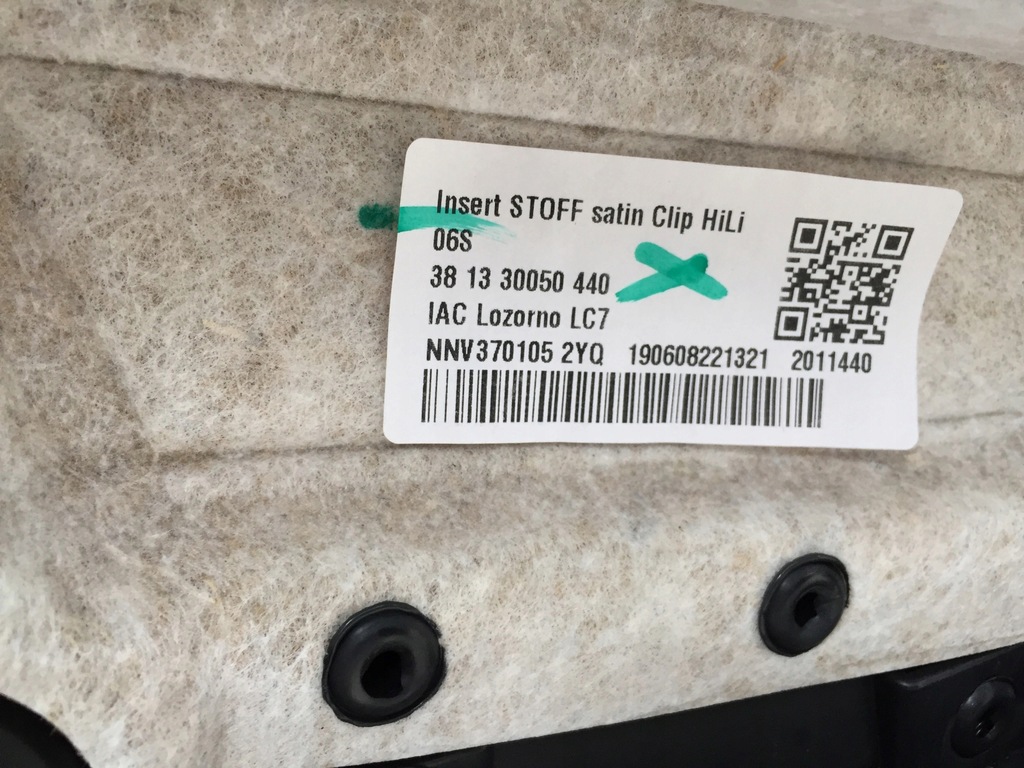 Insert STOFF satin Clip HiLi
06S
38 13 30050 440
IAC Lozorno LC7
NNV370105 2YQ 190608221321 2011440